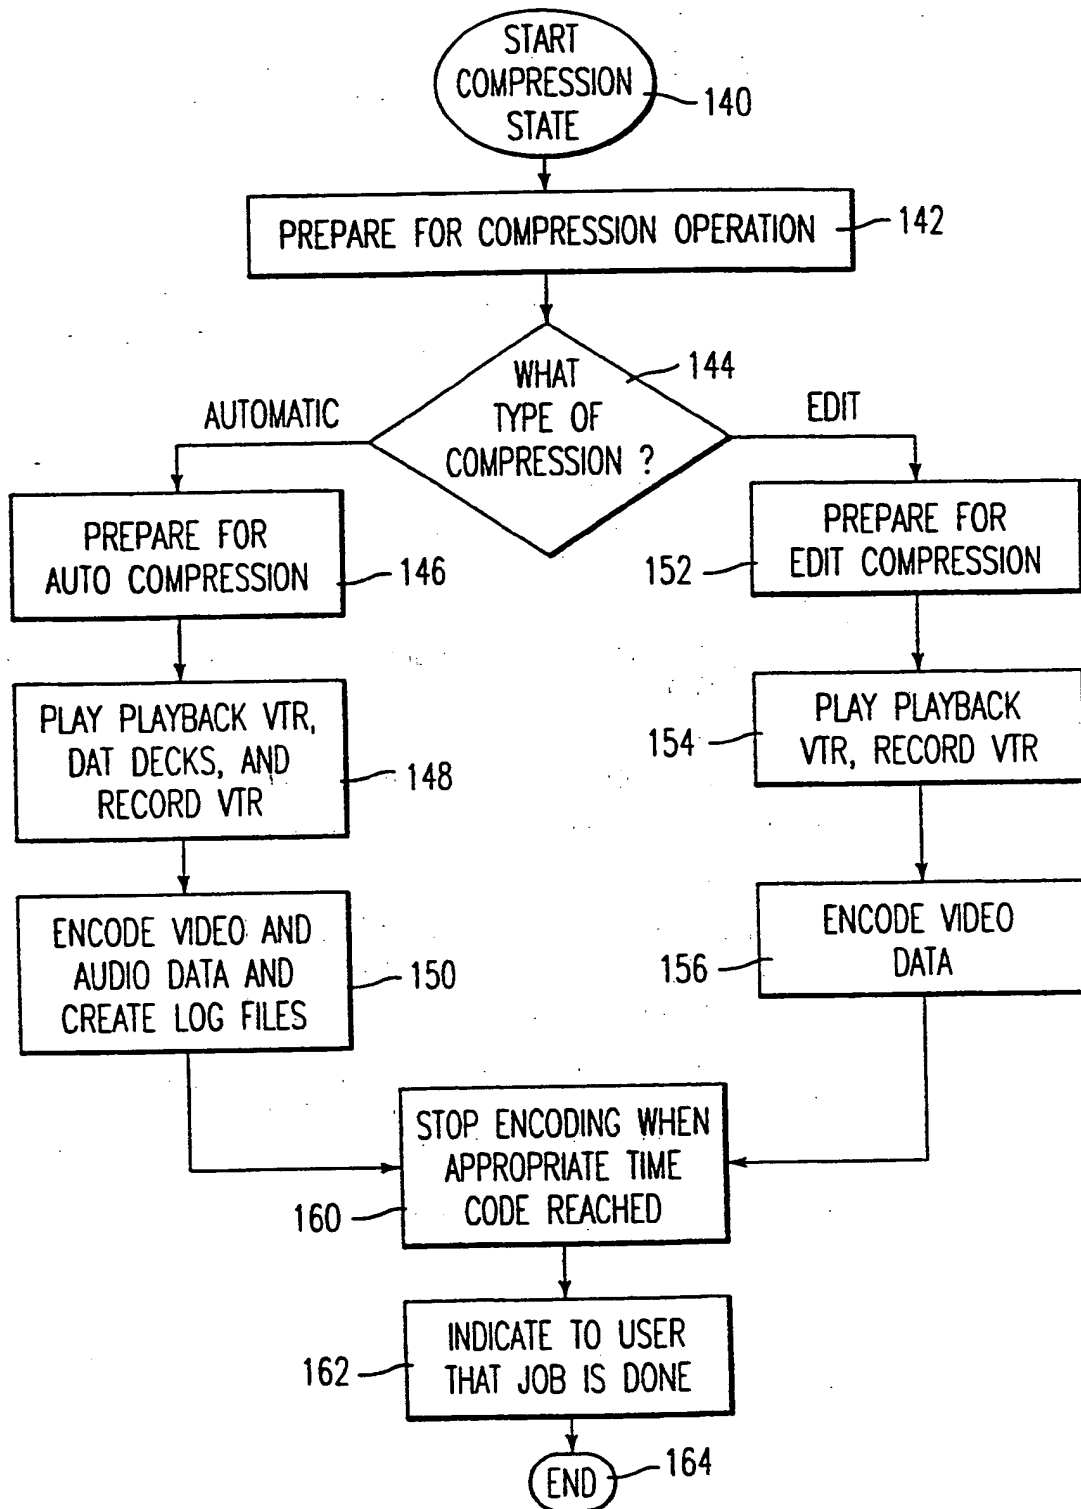 START
COMPRESSION
STATE
140
PREPARE FOR COMPRESSION OPERATION
142
WHAT
TYPE OF
COMPRESSION ?
144
AUTOMATIC
EDIT
PREPARE FOR
AUTO COMPRESSION
146
PREPARE FOR
EDIT COMPRESSION
152
PLAY PLAYBACK VTR,
DAT DECKS, AND
RECORD VTR
148
PLAY PLAYBACK
VTR, RECORD VTR
154
ENCODE VIDEO AND
AUDIO DATA AND
CREATE LOG FILES
150
ENCODE VIDEO
DATA
156
STOP ENCODING WHEN
APPROPRIATE TIME
CODE REACHED
160
INDICATE TO USER
THAT JOB IS DONE
162
END
164